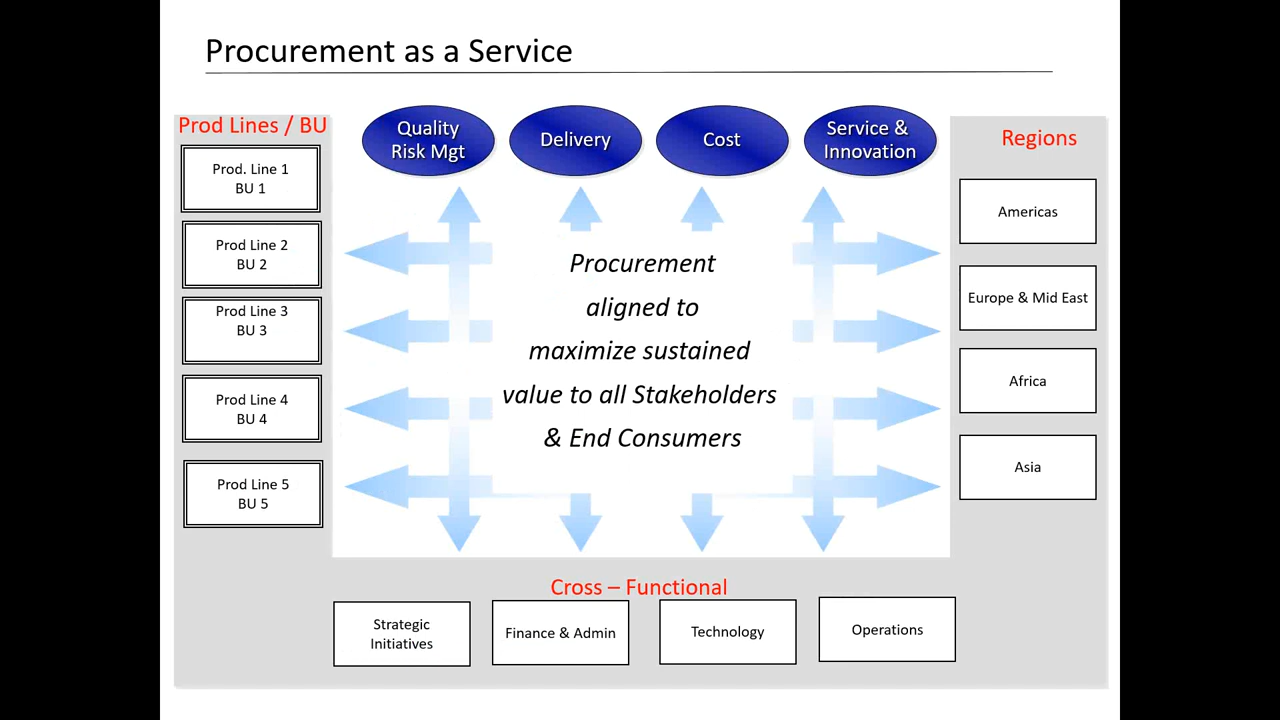 Procurement as a Service
Prod Lines / BU
Prod. Line 1
BU 1
Prod Line 2
BU 2
Prod Line 3
BU 3
Prod Line 4
BU 4
Prod Line 5
BU 5
Quality
Risk Mgt
Delivery
Cost
Service &
Innovation
Procurement
aligned to
maximize sustained
value to all Stakeholders
& End Consumers
Regions
Americas
Europe & Mid East
Africa
Asia
Cross – Functional
Strategic
Initiatives
Finance & Admin
Technology
Operations